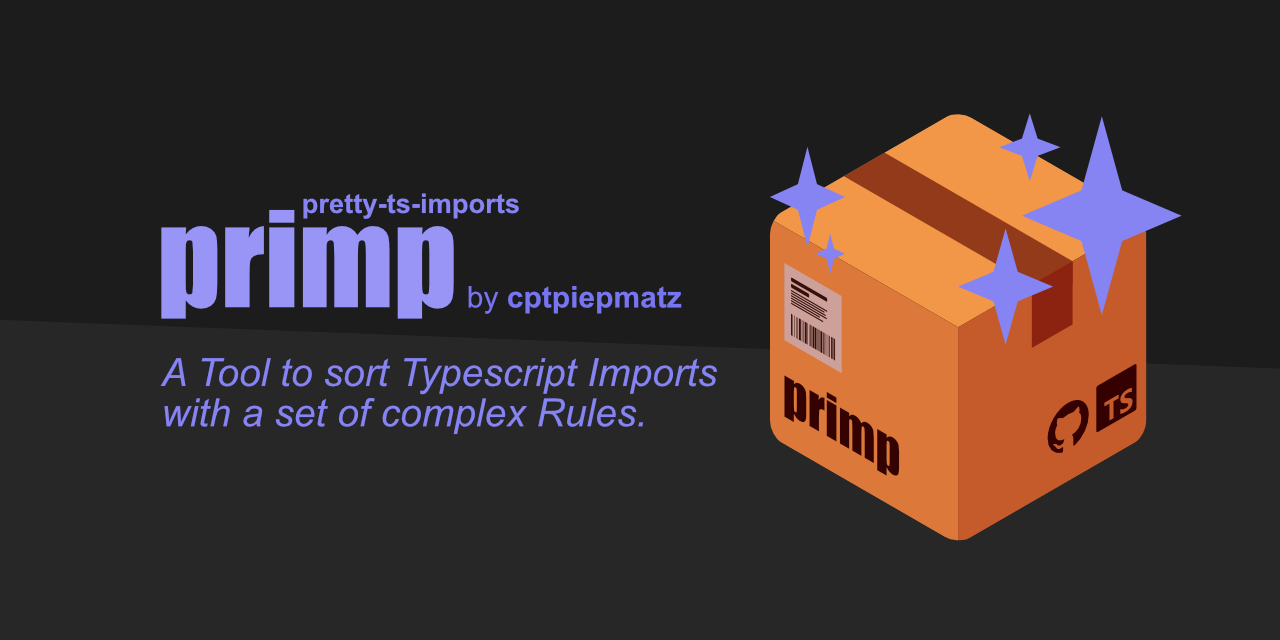 pretty-ts-imports
primp
by cptpiepmatz
A Tool to sort Typescript Imports
with a set of complex Rules.
primp
TS